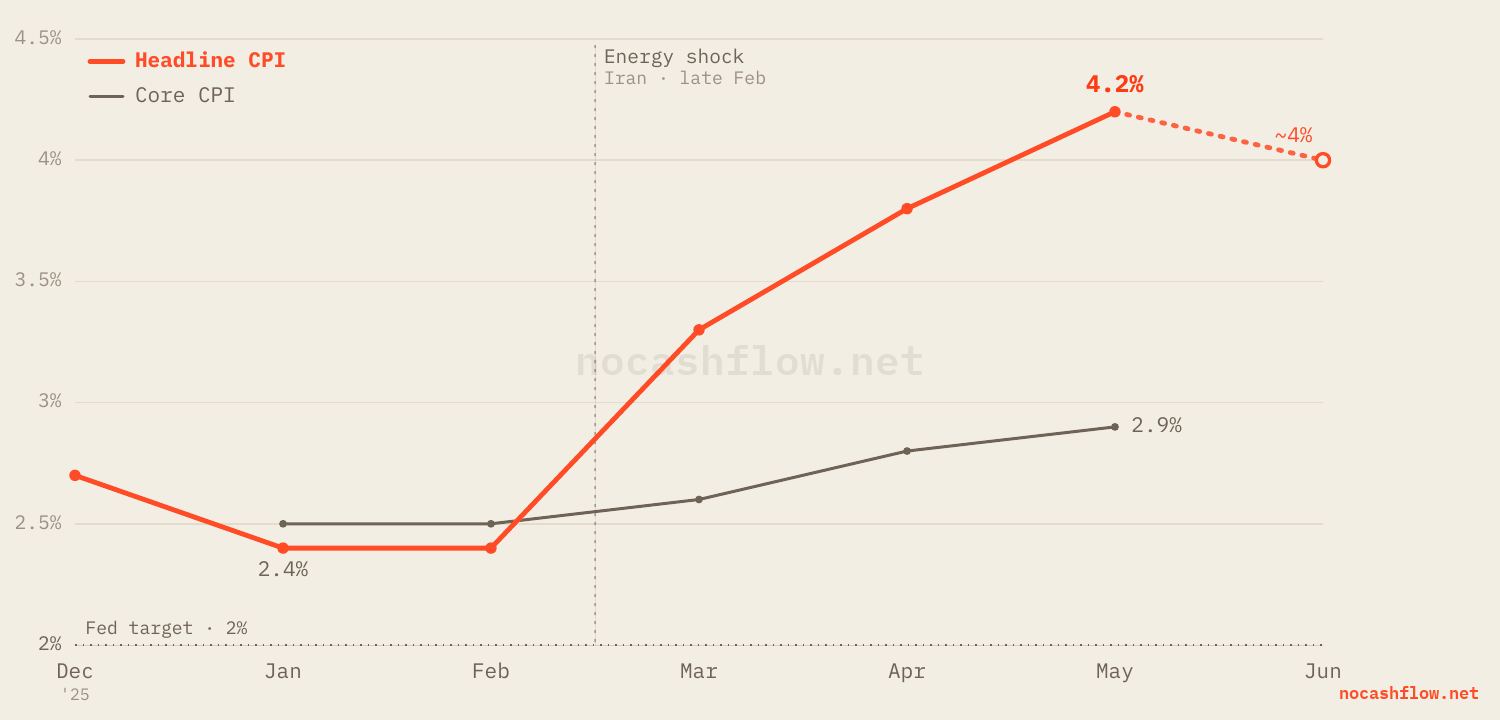 4.5%
Headline CPI
Core CPI
Energy shock
Iran · late Feb
4.2%
~4%
4%
3.5%
nocashflow.net
3%
2.9%
2.5%
2.4%
Fed target · 2%
2%
Dec
'25
Jan
Feb
Mar
Apr
May
Jun
nocashflow.net